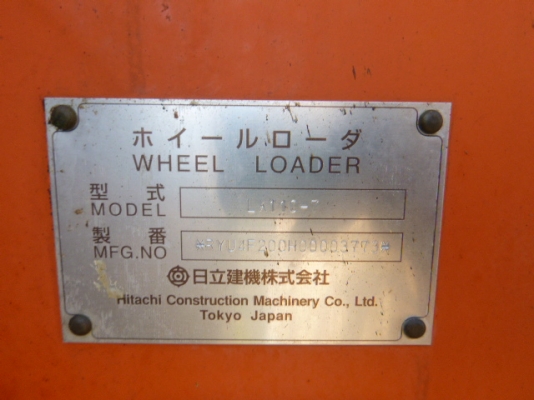 ホイールローダ
WHEEL LOADER
型式
MODEL
製番
MFG.NO
日立建機株式会社
Hitachi Construction Machinery Co., Ltd.
Tokyo Japan